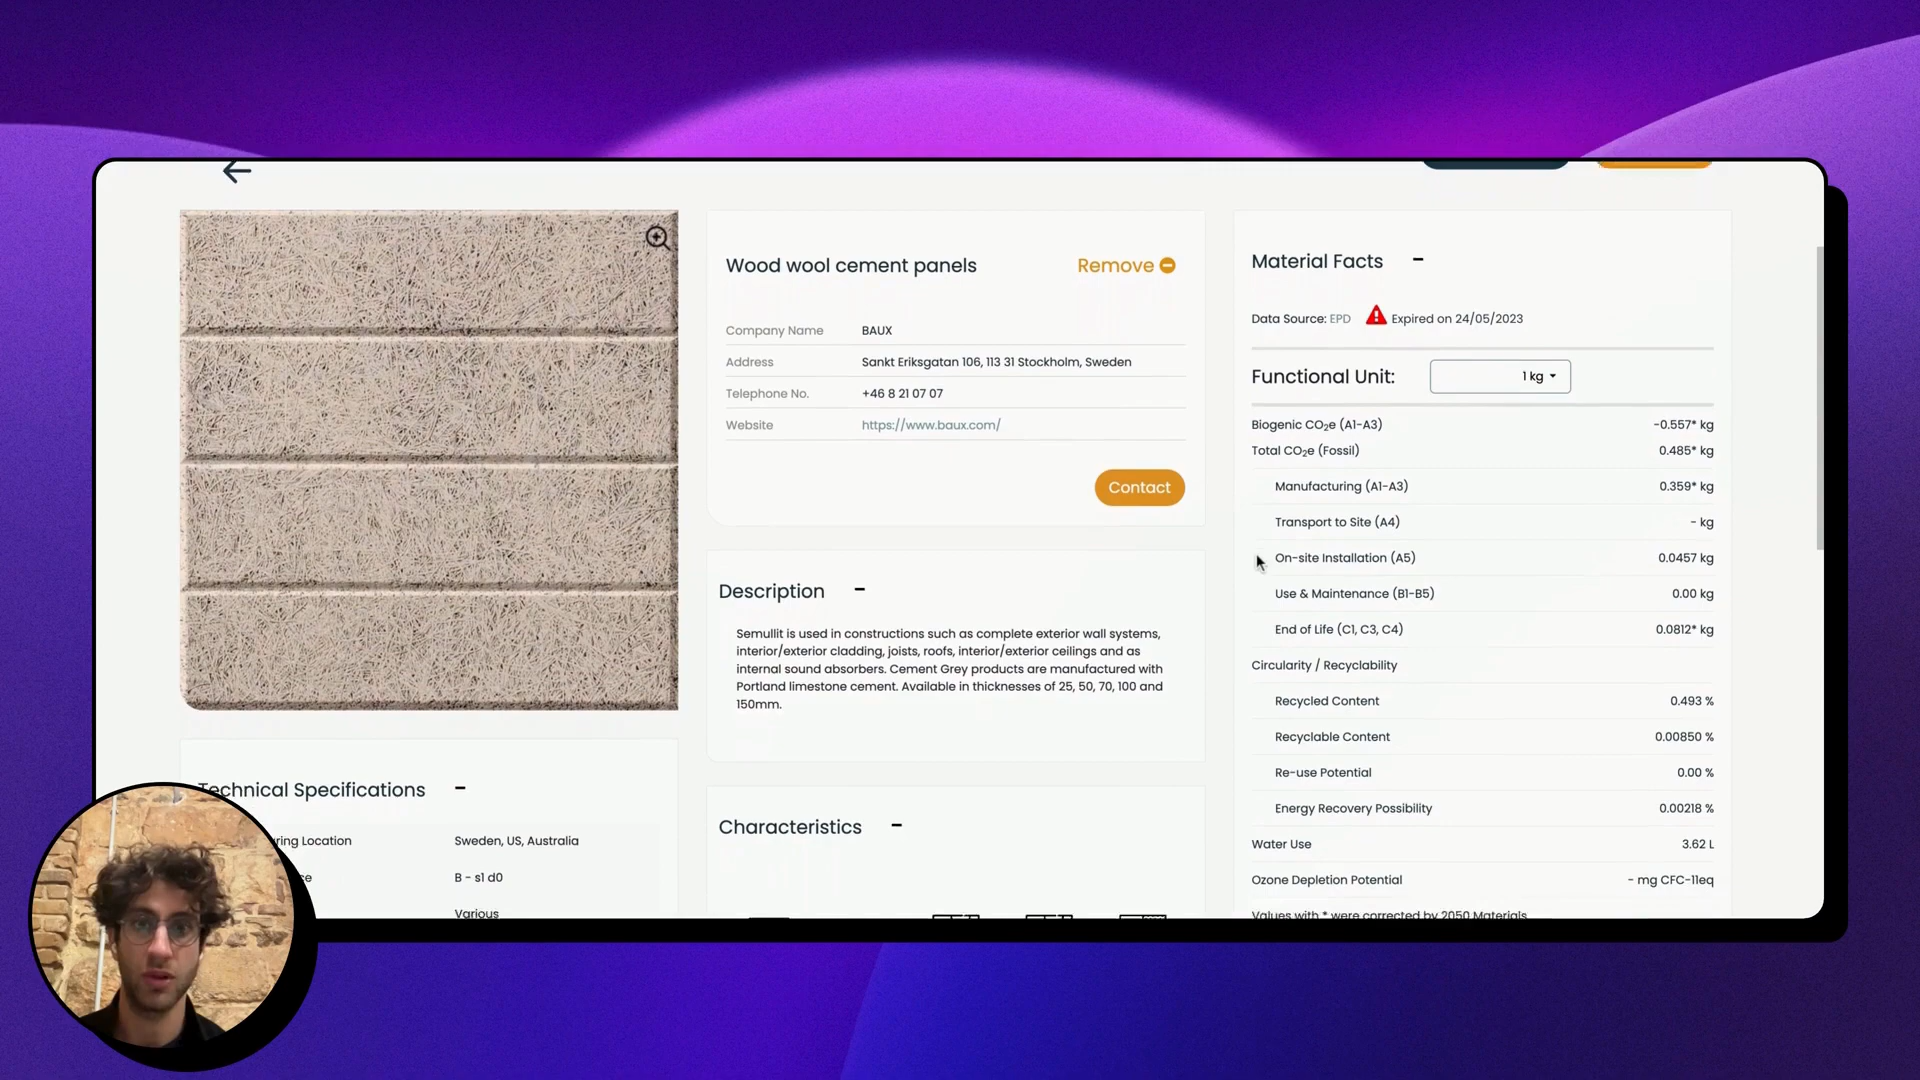 Wood wool cement panels
Remove
Company Name BAUX
Address Sankt Eriksgatan 106, 113 31 Stockholm, Sweden
Telephone No. +46 8 21 07 07
Website https://www.baux.com/
Contact
Description -
Semullit is used in constructions such as complete exterior wall systems,
interior/exterior cladding, joists, roofs, interior/exterior ceilings and as
internal sound absorbers. Cement Grey products are manufactured with
Portland limestone cement. Available in thicknesses of 25, 50, 70, 100 and
150mm.
Characteristics -
Technical Specifications -
ring Location Sweden, US, Australia
ce B - s1 d0
Various
Material Facts -
Data Source: EPD Expired on 24/05/2023
Functional Unit: 1 kg
Biogenic CO₂e (A1-A3) -0.557* kg
Total CO₂e (Fossil) 0.485* kg
Manufacturing (A1-A3) 0.359* kg
Transport to Site (A4) - kg
On-site Installation (A5) 0.0457 kg
Use & Maintenance (B1-B5) 0.00 kg
End of Life (C1, C3, C4) 0.0812* kg
Circularity / Recyclability
Recycled Content 0.493 %
Recyclable Content 0.00850 %
Re-use Potential 0.00 %
Energy Recovery Possibility 0.00218 %
Water Use 3.62 L
Ozone Depletion Potential - mg CFC-11eq
Values with * were corrected by 2050 Materials